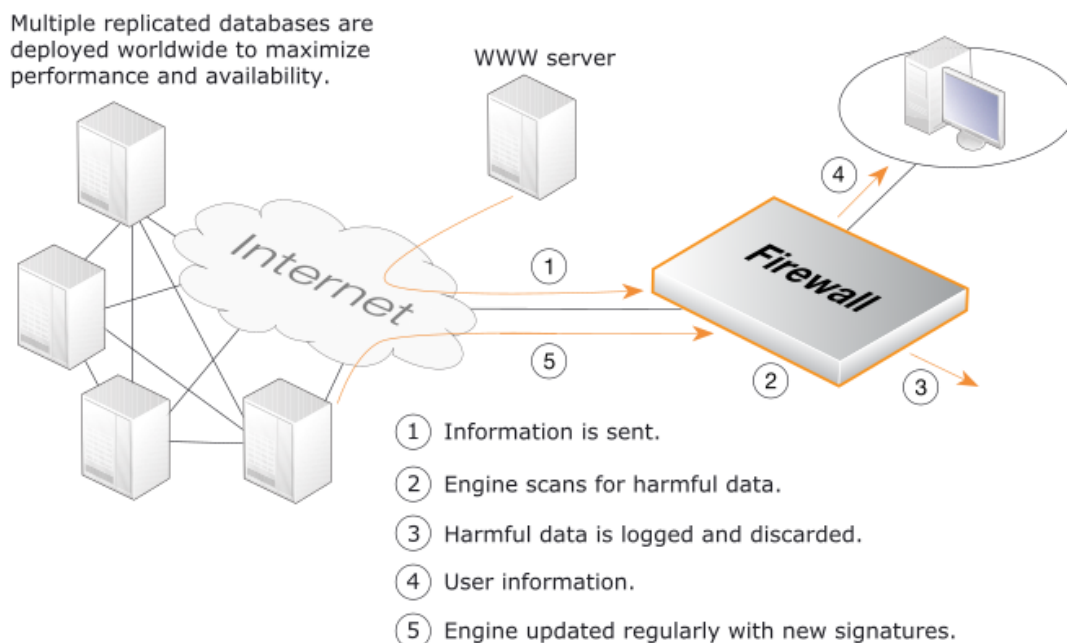 Multiple replicated databases are
deployed worldwide to maximize
performance and availability.
WWW server
Internet
Firewall
4
1
5
2
3
1 Information is sent.
2 Engine scans for harmful data.
3 Harmful data is logged and discarded.
4 User information.
5 Engine updated regularly with new signatures.